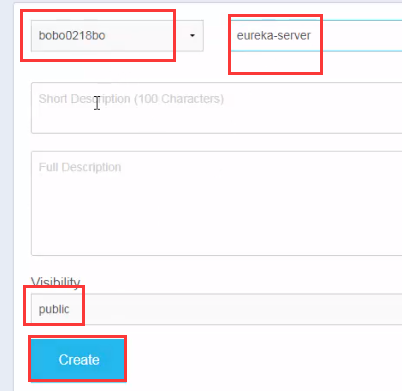 bobo0218bo eureka-server
Short Description (100 Characters)
Full Description
Visibility
public
Create